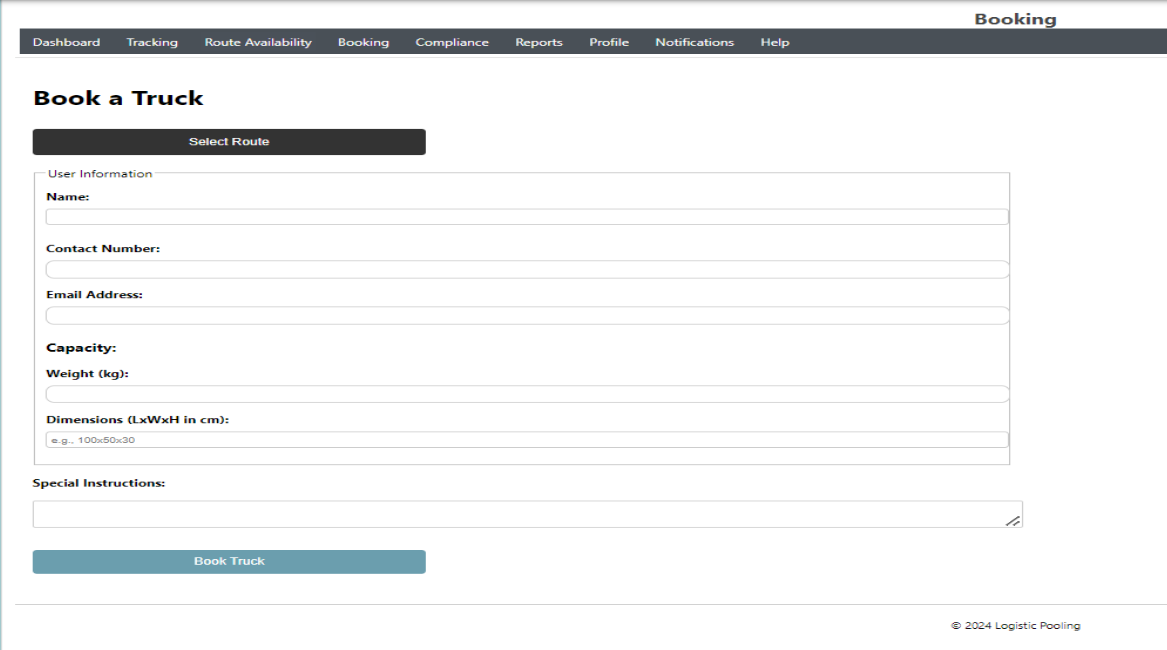 Booking
Dashboard Tracking Route Availability Booking Compliance Reports Profile Notifications Help
Book a Truck
Select Route
User Information
Name:
Contact Number:
Email Address:
Capacity:
Weight (kg):
Dimensions (LxWxH in cm):
e.g., 100x50x30
Special Instructions:
Book Truck
© 2024 Logistic Pooling